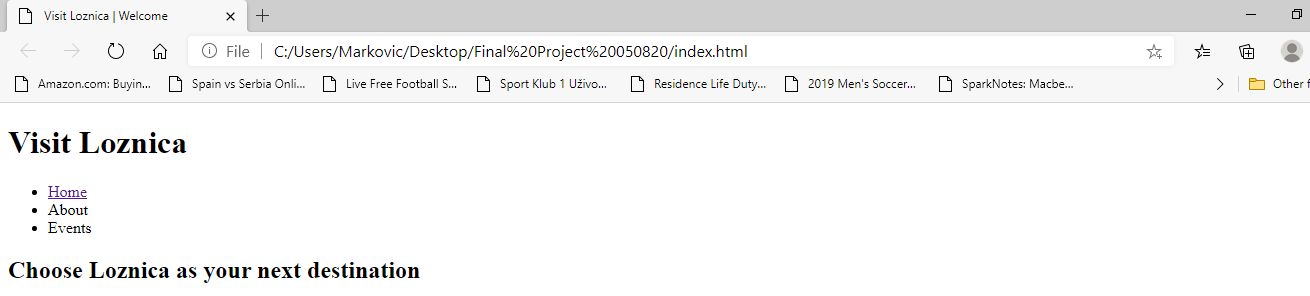 Visit Loznica | Welcome
File C:/Users/Markovic/Desktop/Final%20Project%20050820/index.html
Amazon.com: Buyin... Spain vs Serbia Onli... Live Free Football S... Sport Klub 1 Uživo... Residence Life Duty... 2019 Men's Soccer... SparkNotes: Macbe... Other f
Visit Loznica
Home
About
Events
Choose Loznica as your next destination